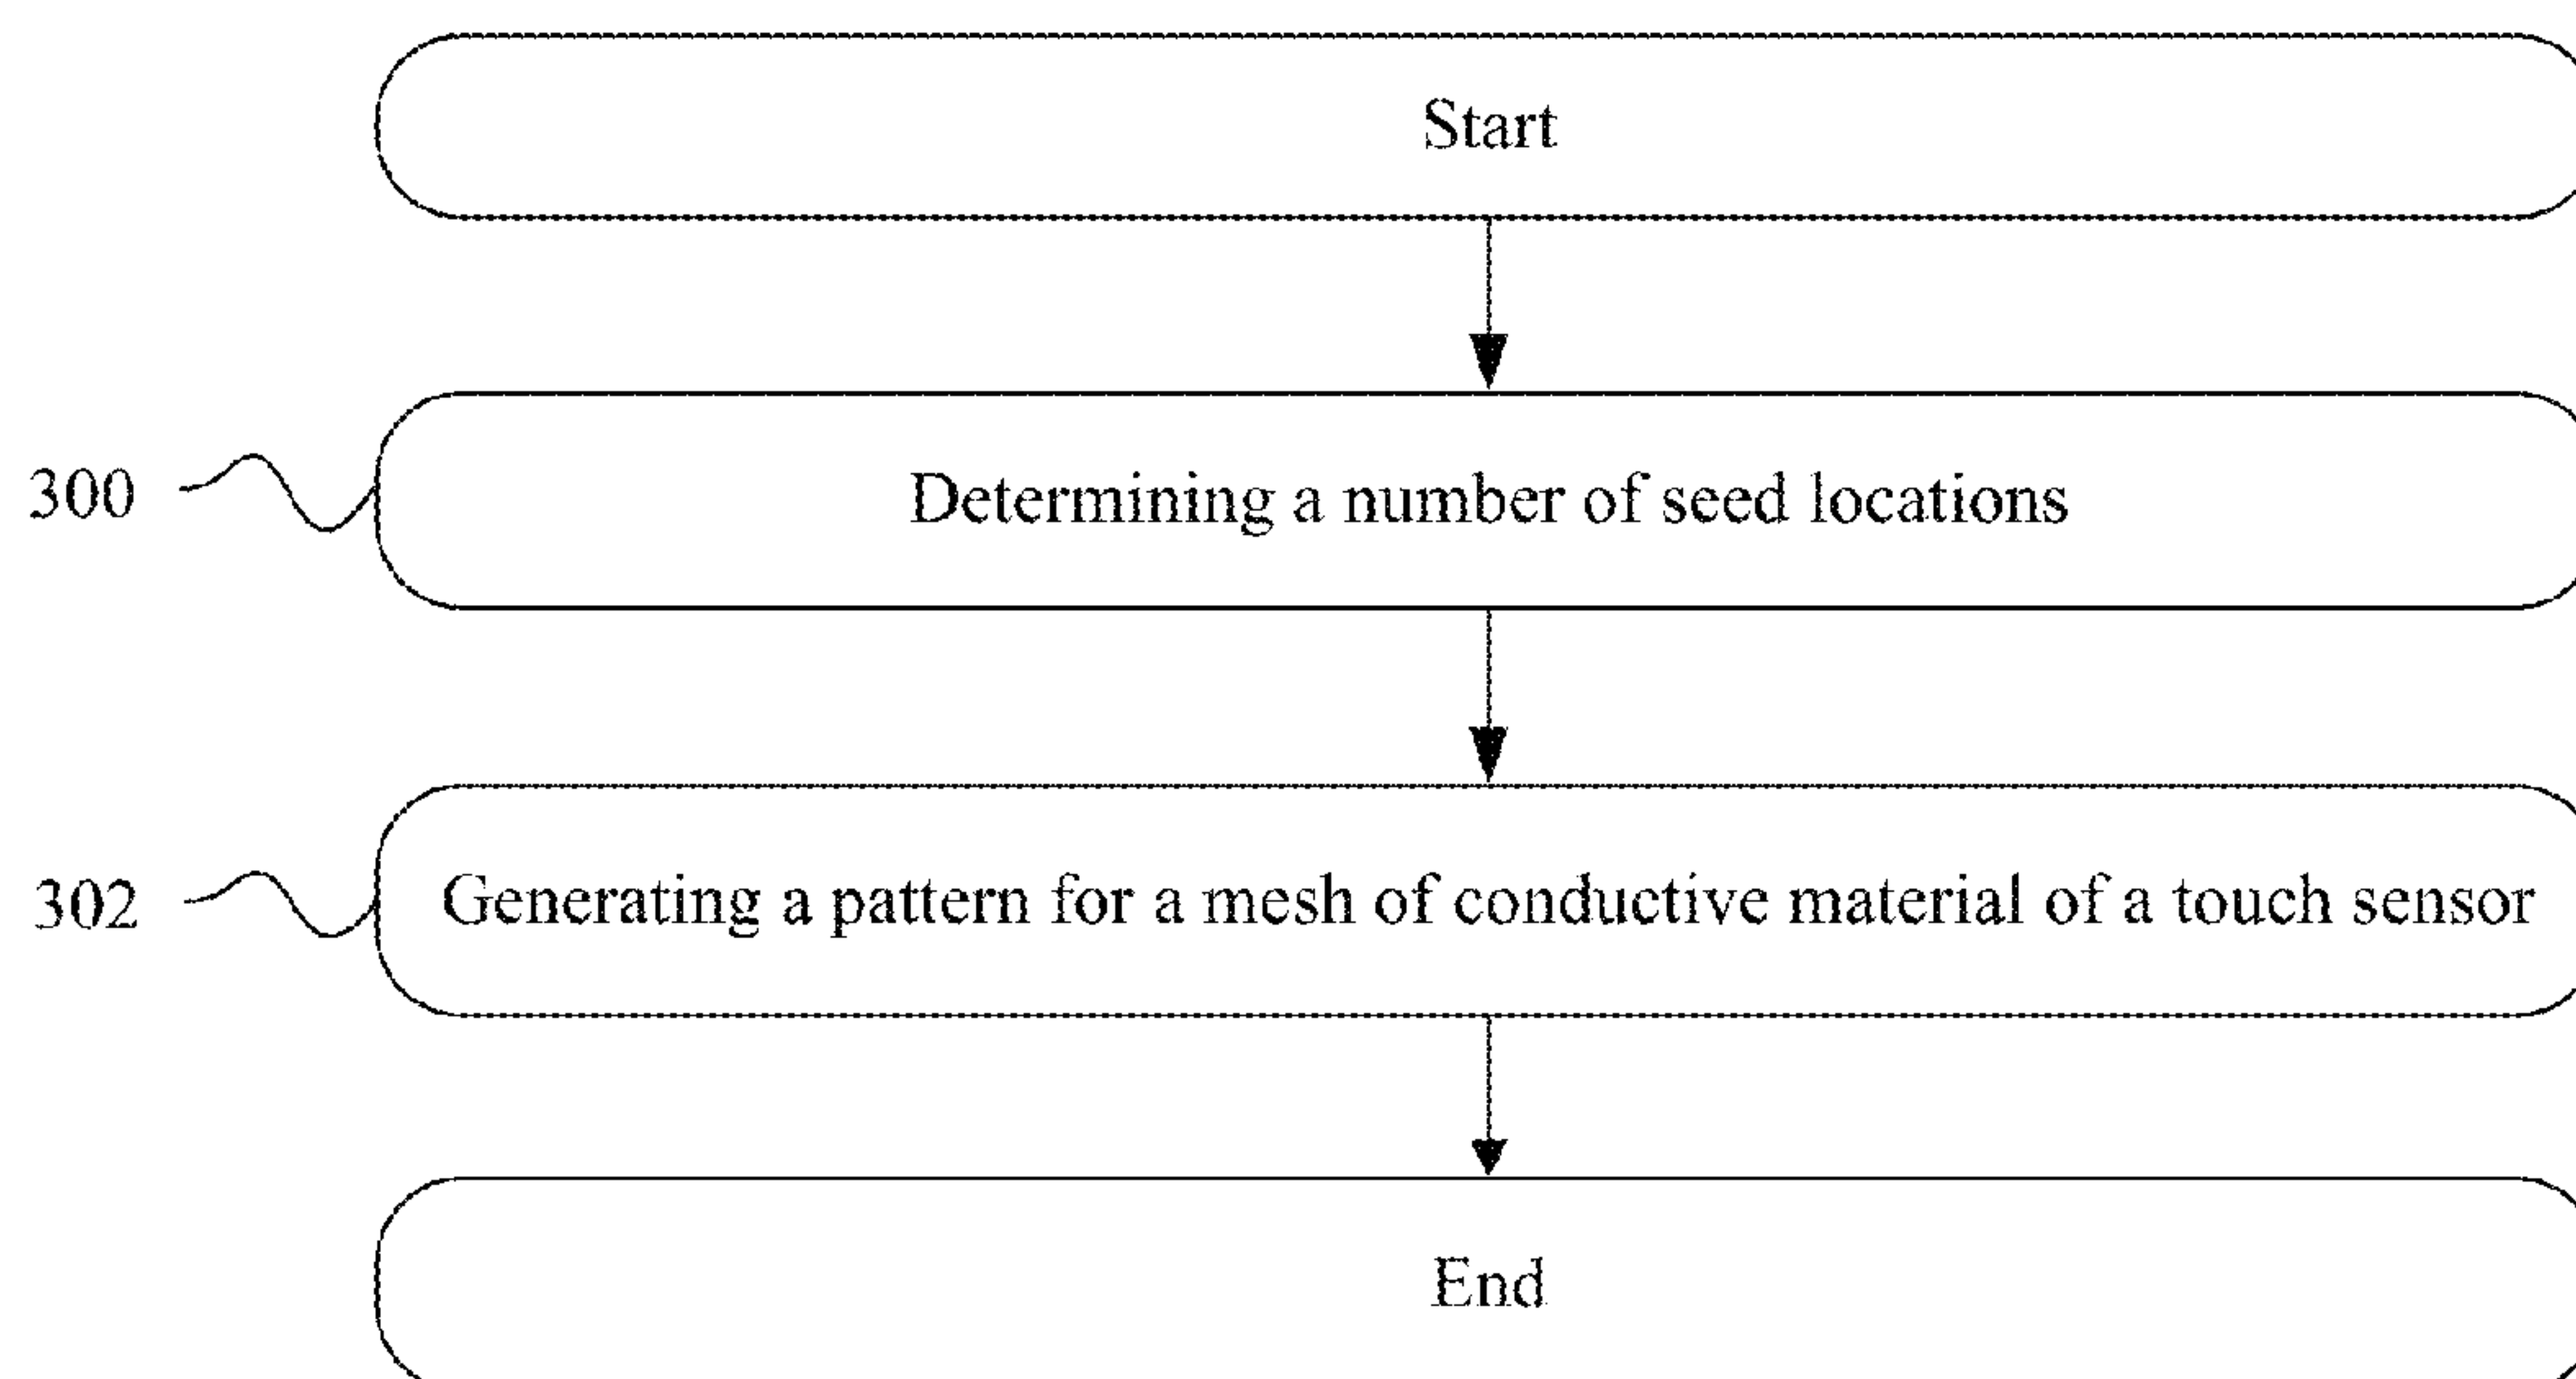 Start
300
Determining a number of seed locations
302
Generating a pattern for a mesh of conductive material of a touch sensor
End